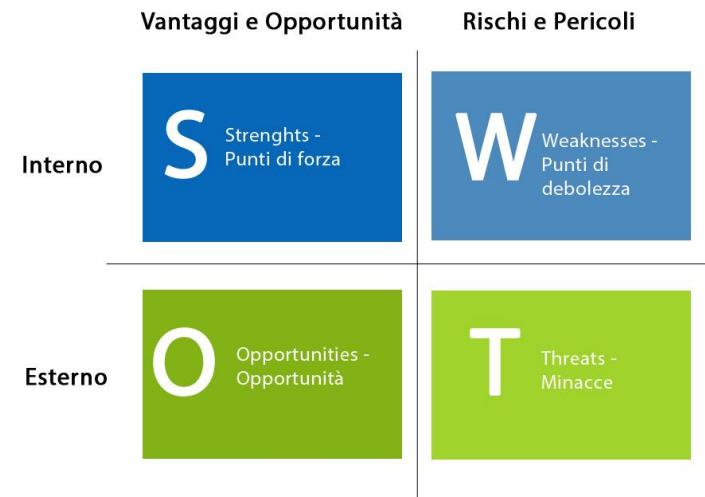 Vantaggi e Opportunità
Rischi e Pericoli
Interno
S
Strenghts -
Punti di forza
W
Weaknesses -
Punti di
debolezza
Esterno
O
Opportunities -
Opportunità
T
Threats -
Minacce